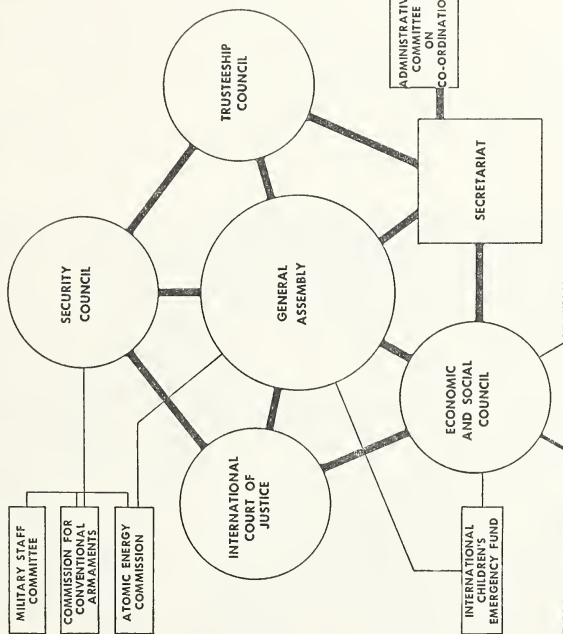 MILITARY STAFF
COMMITTEE
COMMISSION FOR
CONVENTIONAL
ARMAMENTS
ATOMIC ENERGY
COMMISSION
SECURITY
COUNCIL
TRUSTEESHIP
COUNCIL
INTERNATIONAL
COURT OF
JUSTICE
GENERAL
ASSEMBLY
ADMINISTRATIVE
COMMITTEE
ON
CO-ORDINATION
INTERNATIONAL
CHILDREN'S
EMERGENCY FUND
ECONOMIC
AND SOCIAL
COUNCIL
SECRETARIAT